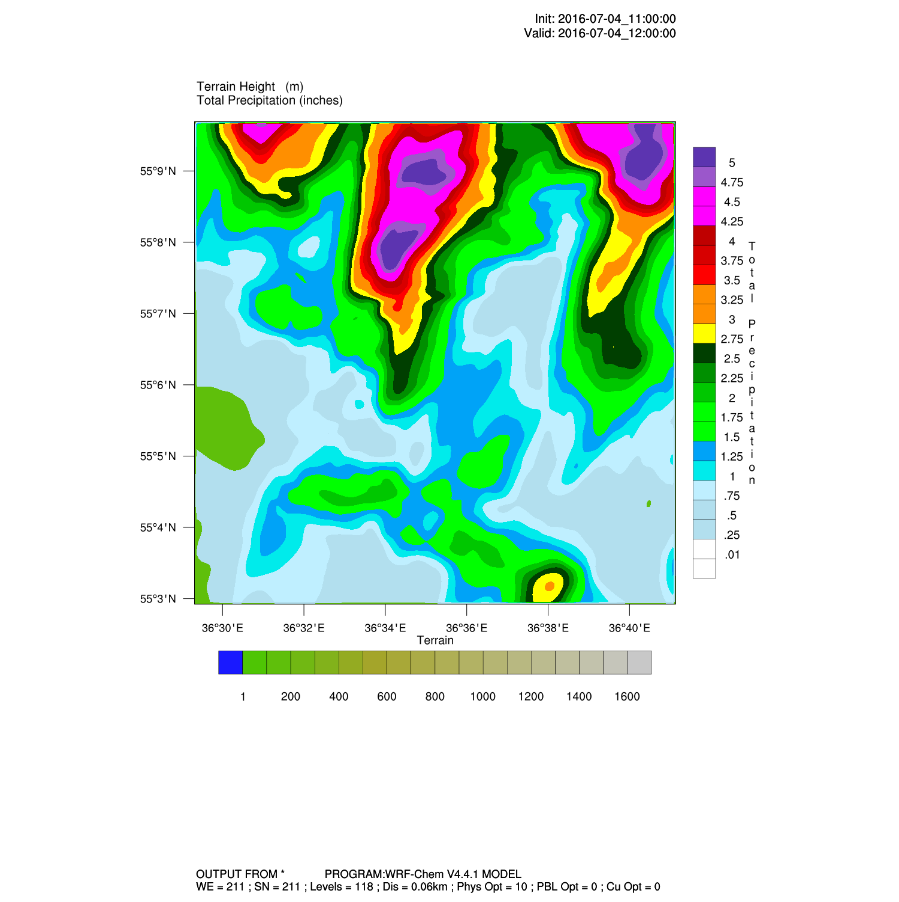 Init: 2016-07-04_11:00:00
Valid: 2016-07-04_12:00:00
Terrain Height (m)
Total Precipitation (inches)
55°9'N
55°8'N
55°7'N
55°6'N
55°5'N
55°4'N
55°3'N
36°30'E 36°32'E 36°34'E 36°36'E 36°38'E 36°40'E
Terrain
5
4.75
4.5
4.25
4
3.75
3.5
3.25
3
2.75
2.5
2.25
2
1.75
1.5
1.25
1
.75
.5
.25
.01
Total Precipitation
1 200 400 600 800 1000 1200 1400 1600
OUTPUT FROM * PROGRAM:WRF-Chem V4.4.1 MODEL
WE = 211 ; SN = 211 ; Levels = 118 ; Dis = 0.06km ; Phys Opt = 10 ; PBL Opt = 0 ; Cu Opt = 0